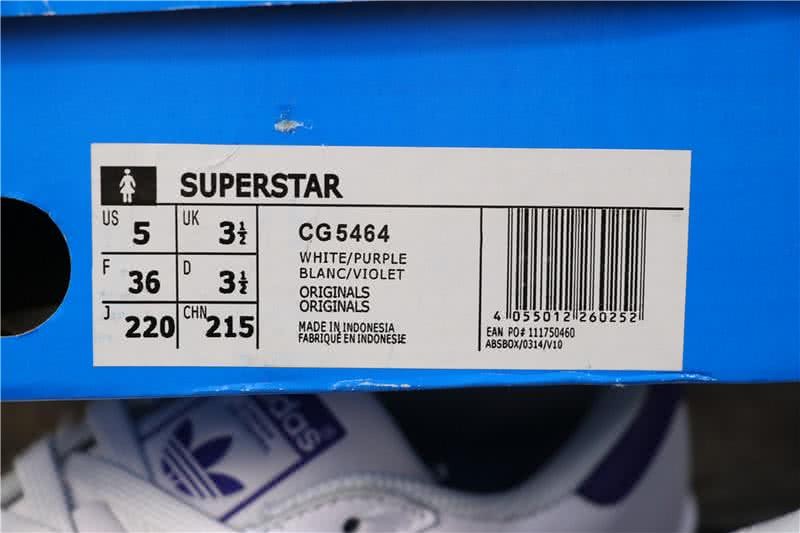 SUPERSTAR
US 5 UK 3½
F 36 D 3½
J 220 CHN 215
CG5464
WHITE/PURPLE
BLANC/VIOLET
ORIGINALS
ORIGINALS
MADE IN INDONESIA
FABRIQUÉ EN INDONESIE
4 055012 260252
EAN PO# 111750460
ABSBOX/0314/V10
adidas